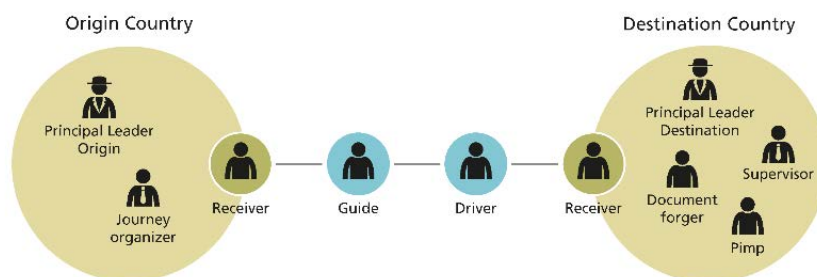 Origin Country
Destination Country
Principal Leader
Origin
Journey
organizer
Receiver
Guide
Driver
Receiver
Principal Leader
Destination
Supervisor
Document
forger
Pimp